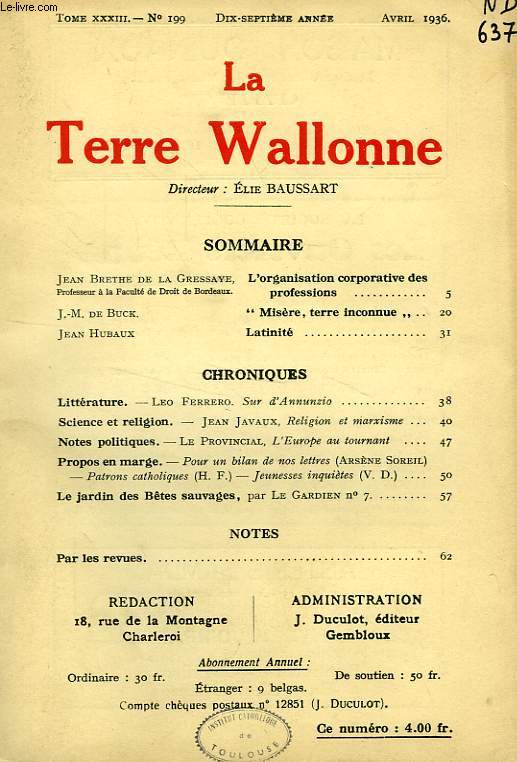 Le-livre.com
ND
637
Tome XXXIII. — No 199 Dix-septième année Avril 1936.
La
Terre Wallonne
Directeur : Élie BAUSSART
SOMMAIRE
Jean Brethe de la Gressaye, L'organisation corporative des
Professeur à la Faculté de Droit de Bordeaux. professions ............ 5
J.-M. de Buck. “ Misère, terre inconnue „ .. 20
Jean Hubaux Latinité .................... 31
CHRONIQUES
Littérature. — Leo Ferrero. Sur d'Annunzio .............. 38
Science et religion. — Jean Javaux, Religion et marxisme ... 40
Notes politiques. — Le Provincial, L'Europe au tournant .... 47
Propos en marge. — Pour un bilan de nos lettres (Arsène Soreil)
— Patrons catholiques (H. F.) — Jeunesses inquiètes (V. D.) .... 50
Le jardin des Bêtes sauvages, par Le Gardien no 7. ........ 57
NOTES
Par les revues. .................................... 62
REDACTION
18, rue de la Montagne
Charleroi
ADMINISTRATION
J. Duculot, éditeur
Gembloux
Abonnement Annuel :
Ordinaire : 30 fr. De soutien : 50 fr.
Étranger : 9 belgas.
Compte chèques postaux no 12851 (J. Duculot).
INSTITUT CATHOLIQUE
de
TOULOUSE
Ce numéro : 4.00 fr.